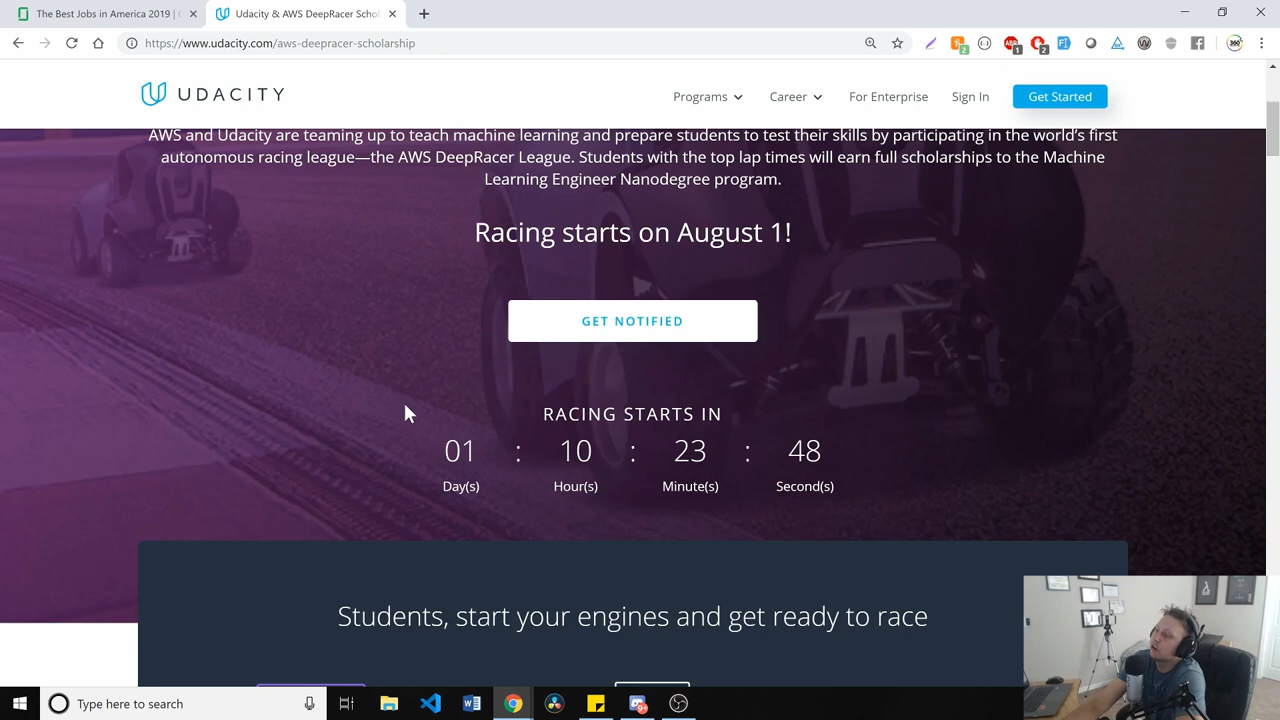 The Best Jobs in America 2019 |
Udacity & AWS DeepRacer Schol
https://www.udacity.com/aws-deepracer-scholarship
UDACITY
Programs
Career
For Enterprise
Sign In
Get Started
AWS and Udacity are teaming up to teach machine learning and prepare students to test their skills by participating in the world's first
autonomous racing league—the AWS DeepRacer League. Students with the top lap times will earn full scholarships to the Machine
Learning Engineer Nanodegree program.
Racing starts on August 1!
GET NOTIFIED
RACING STARTS IN
01 : 10 : 23 : 48
Day(s) Hour(s) Minute(s) Second(s)
Students, start your engines and get ready to race
Type here to search